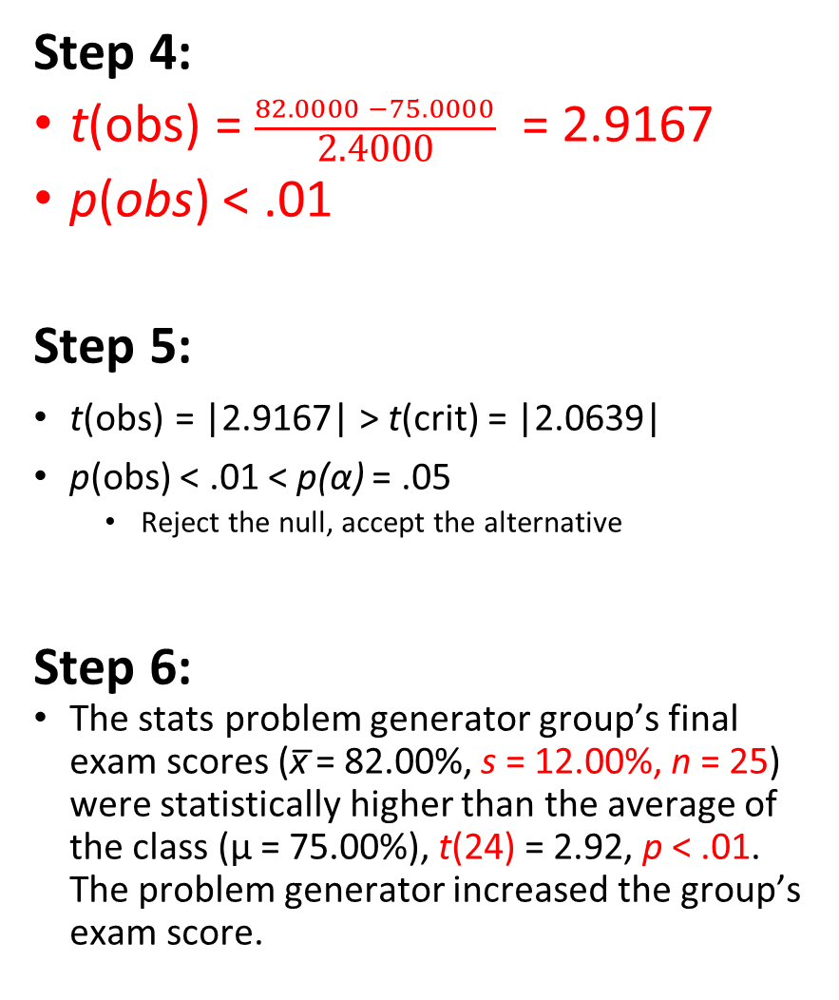 Step 4:
• t(obs) = 82.0000 −75.0000 / 2.4000 = 2.9167
• p(obs) < .01
Step 5:
• t(obs) = |2.9167| > t(crit) = |2.0639|
• p(obs) < .01 < p(α) = .05
• Reject the null, accept the alternative
Step 6:
• The stats problem generator group’s final
exam scores (x̅ = 82.00%, s = 12.00%, n = 25)
were statistically higher than the average of
the class (μ = 75.00%), t(24) = 2.92, p < .01.
The problem generator increased the group’s
exam score.